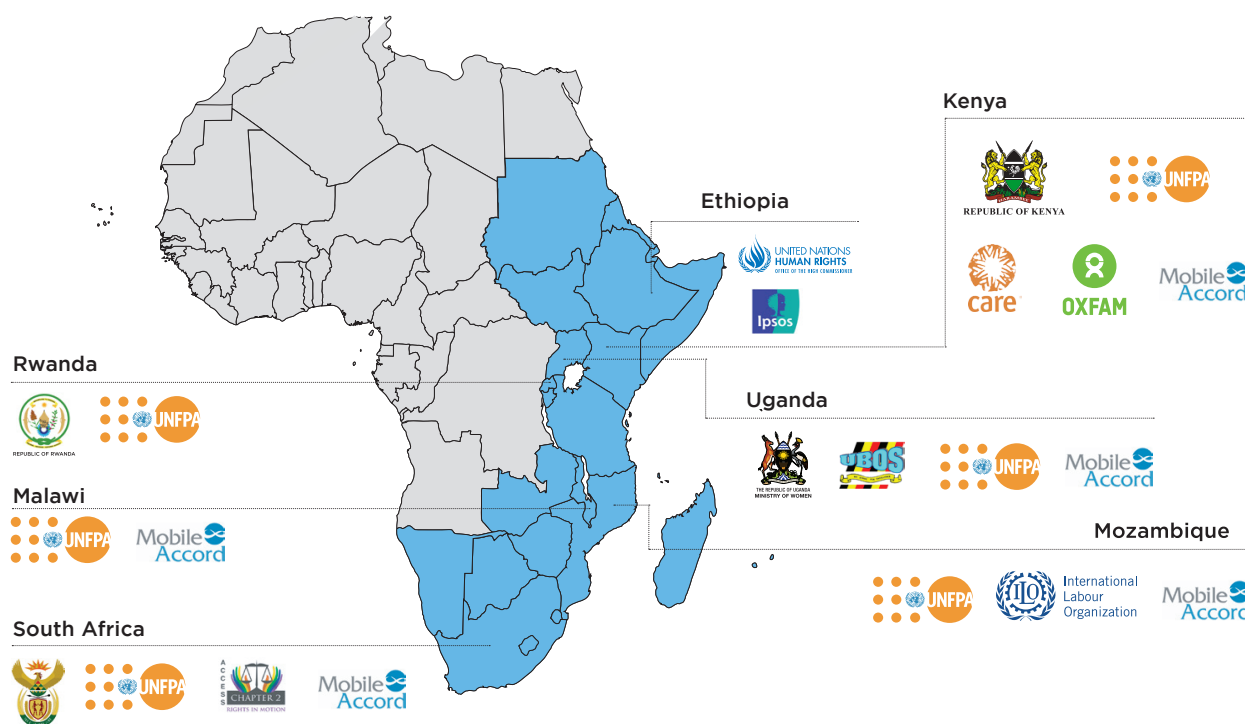 Kenya
REPUBLIC OF KENYA
UNFPA
care
OXFAM
Mobile
Accord
Ethiopia
UNITED NATIONS
HUMAN RIGHTS
OFFICE OF THE HIGH COMMISSIONER
Ipsos
Rwanda
REPUBLIC OF RWANDA
UNFPA
Uganda
THE REPUBLIC OF UGANDA
MINISTRY OF WOMEN
UBOS
UNFPA
Mobile
Accord
Malawi
UNFPA
Mobile
Accord
Mozambique
UNFPA
ILO
International
Labour
Organization
Mobile
Accord
South Africa
UNFPA
ACCESS
CHAPTER 2
RIGHTS IN MOTION
Mobile
Accord